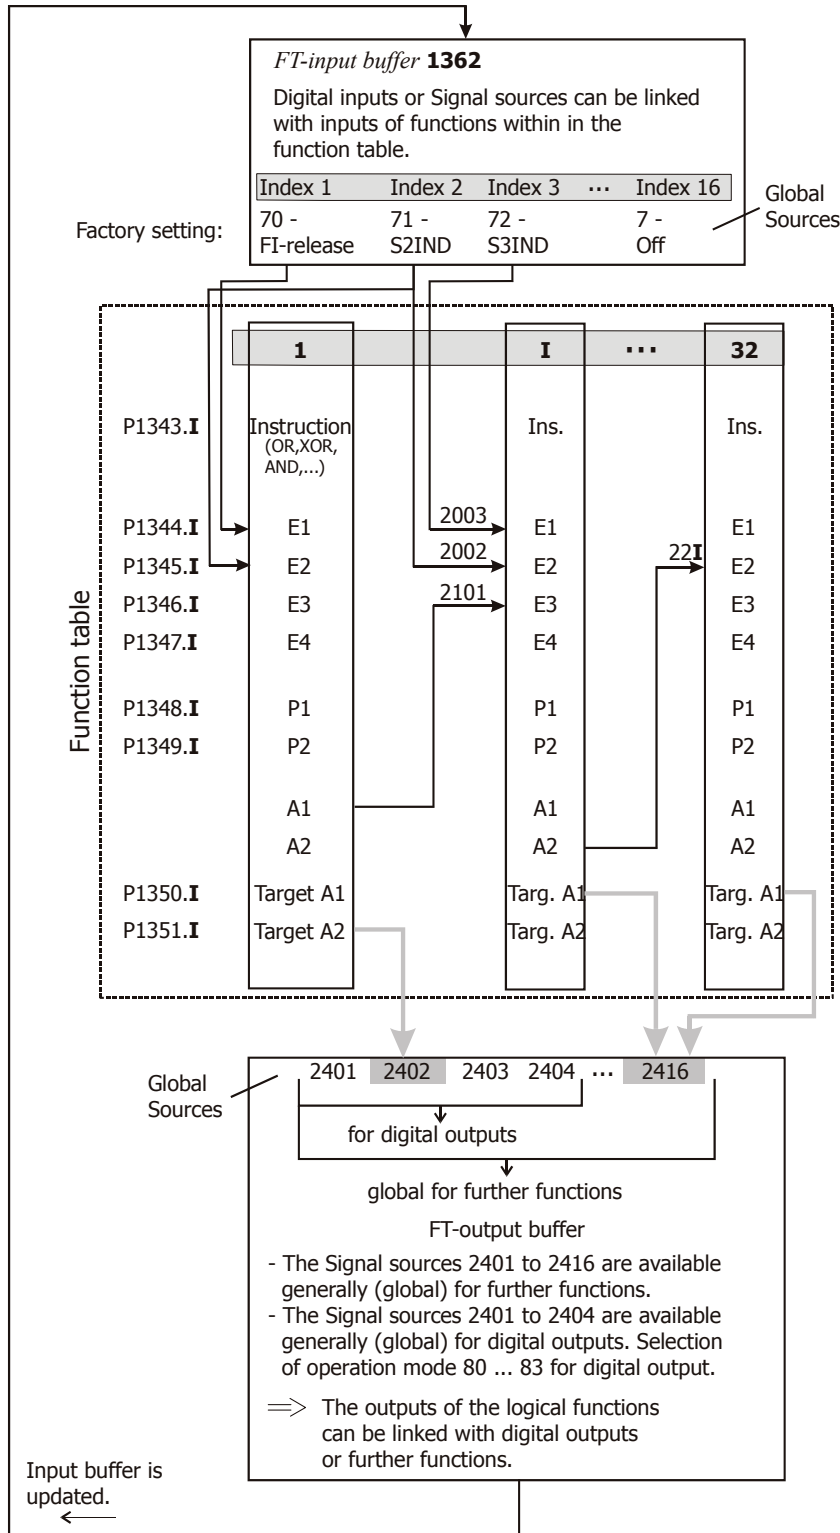 FT-input buffer 1362
Digital inputs or Signal sources can be linked
with inputs of functions within in the
function table.
Index 1 Index 2 Index 3 ... Index 16
Global
Sources
Factory setting:
70 - 71 - 72 - 7 -
FI-release S2IND S3IND Off
Function table
1 I ... 32
P1343.I Instruction Ins. Ins.
(OR,XOR,
AND,...)
P1344.I E1 2003 E1 E1
P1345.I E2 2002 E2 22I E2
P1346.I E3 2101 E3 E3
P1347.I E4 E4 E4
P1348.I P1 P1 P1
P1349.I P2 P2 P2
A1 A1 A1
A2 A2 A2
P1350.I Target A1 Targ. A1 Targ. A1
P1351.I Target A2 Targ. A2 Targ. A2
Global
Sources
2401 2402 2403 2404 ... 2416
for digital outputs
global for further functions
FT-output buffer
- The Signal sources 2401 to 2416 are available
generally (global) for further functions.
- The Signal sources 2401 to 2404 are available
generally (global) for digital outputs. Selection
of operation mode 80 ... 83 for digital output.
The outputs of the logical functions
can be linked with digital outputs
or further functions.
Input buffer is
updated.